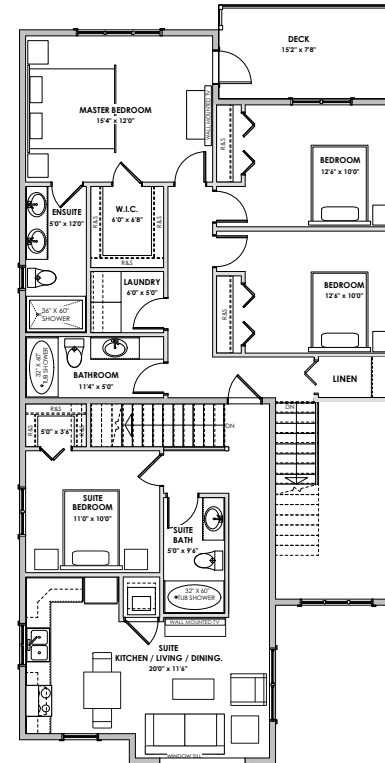 DECK
15'2" x 7'8"
MASTER BEDROOM
15'4" x 12'0"
WALL MOUNTED TV
R&S
BEDROOM
12'6" x 10'0"
ENSUITE
5'0" x 12'0"
W.I.C.
6'0" x 6'8"
R&S
R&S
R&S
LAUNDRY
6'0" x 5'0"
BEDROOM
12'6" x 10'0"
R&S
36" X 60"
SHOWER
32" X 60"
TUB SHOWER
BATHROOM
11'4" x 5'0"
LINEN
R&S
R&S
5'0" x 3'6"
R&S
DN
DN
SUITE
BEDROOM
11'0" x 10'0"
SUITE
BATH
5'0" x 9'6"
32" X 60"
TUB SHOWER
WALL MOUNTED TV
SUITE
KITCHEN / LIVING / DINING.
20'0" x 11'6"
WINDOW SILL